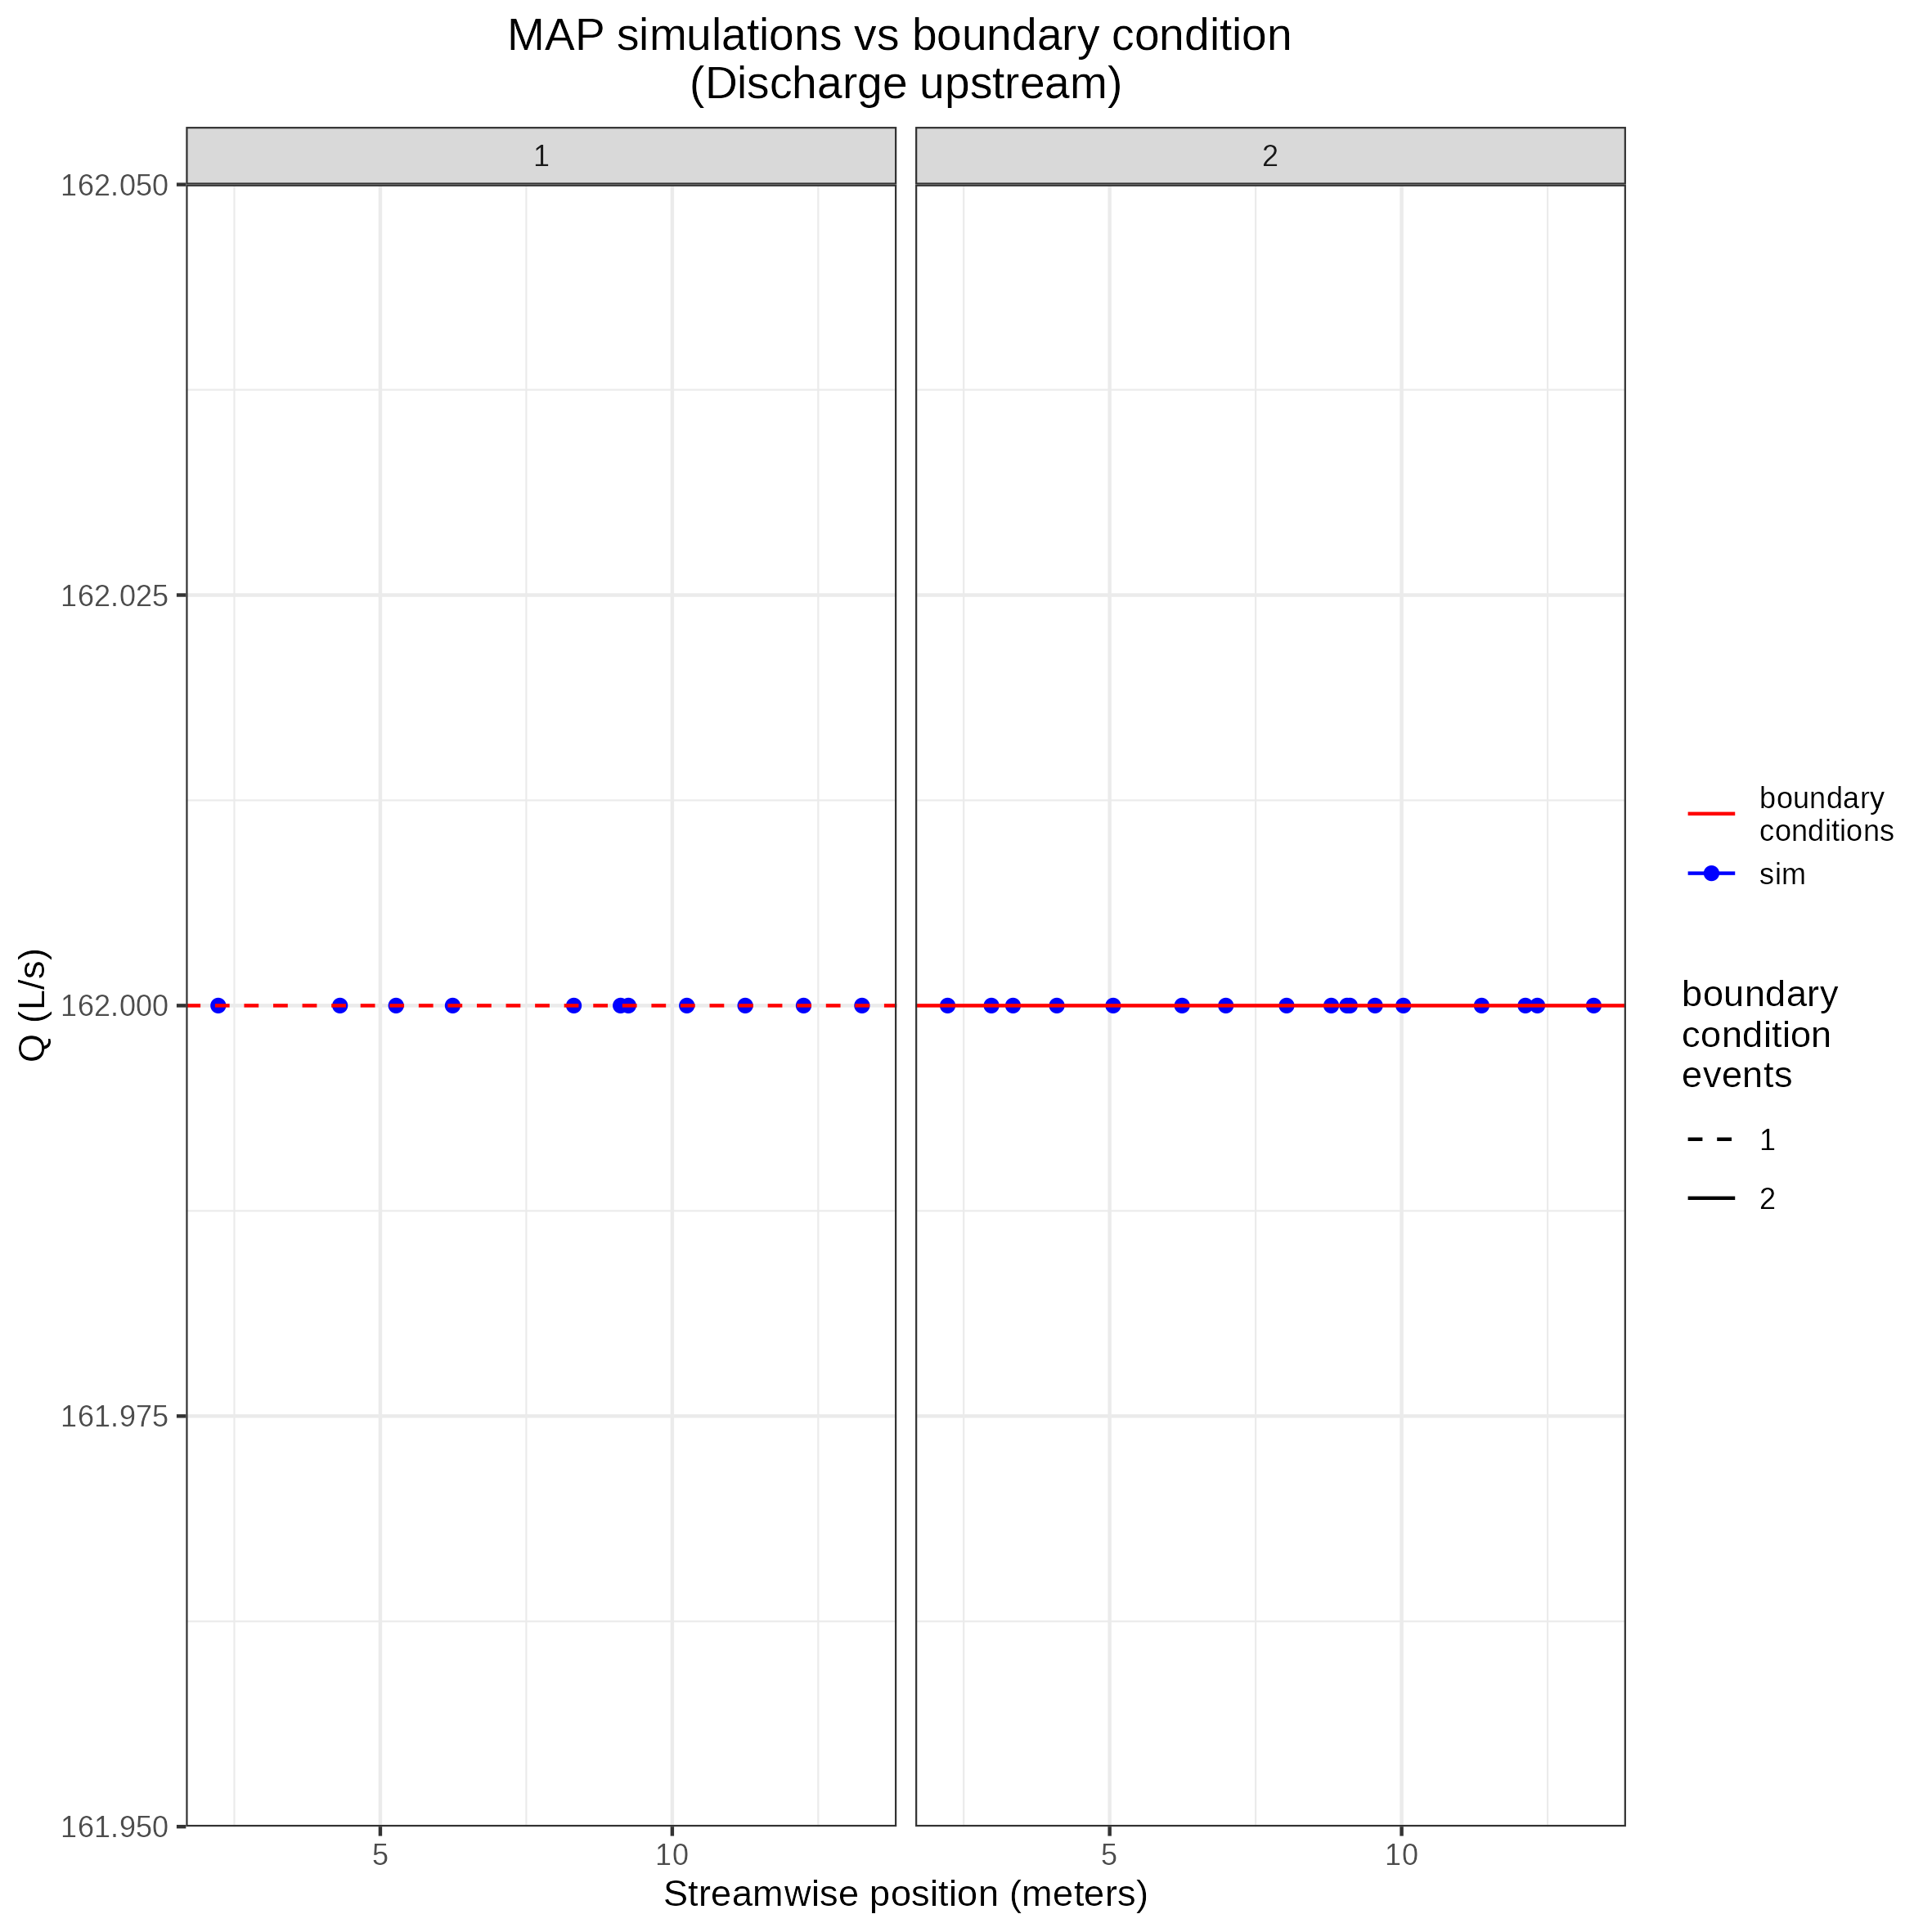 MAP simulations vs boundary condition
(Discharge upstream)
1
2
162.050
162.025
162.000
161.975
161.950
Q (L/s)
5
10
5
10
Streamwise position (meters)
boundary
conditions
sim
boundary
condition
events
1
2